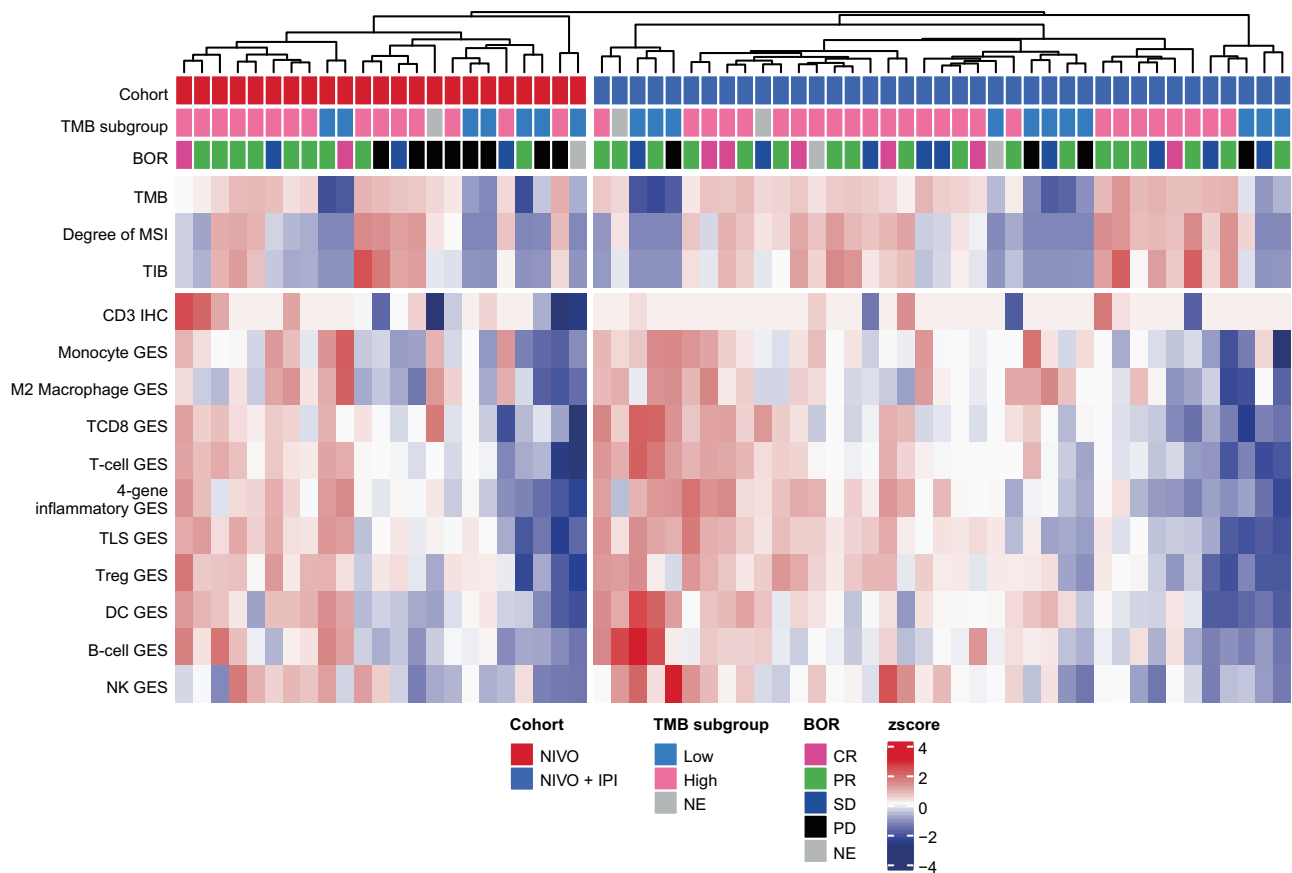 Cohort
TMB subgroup
BOR
TMB
Degree of MSI
TIB
CD3 IHC
Monocyte GES
M2 Macrophage GES
TCD8 GES
T-cell GES
4-gene
inflammatory GES
TLS GES
Treg GES
DC GES
B-cell GES
NK GES
Cohort
NIVO
NIVO + IPI
TMB subgroup
Low
High
NE
BOR
CR
PR
SD
PD
NE
zscore
4
2
0
−2
−4